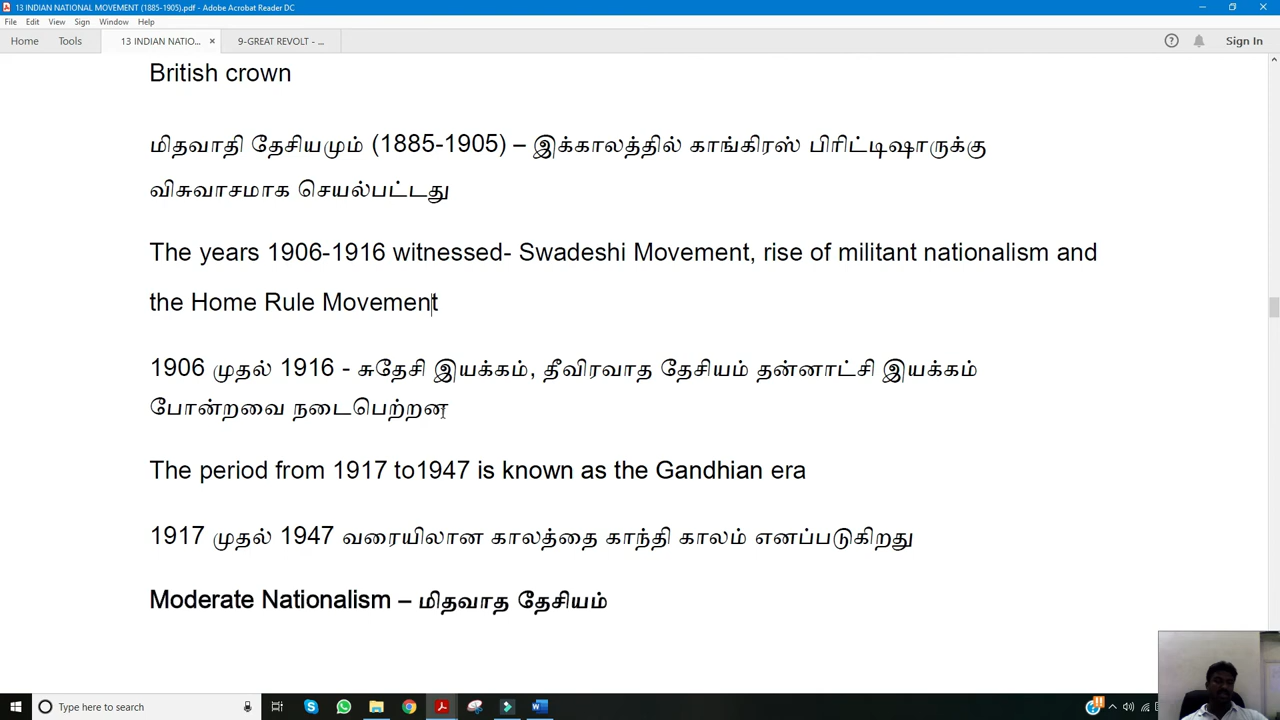 13 INDIAN NATIONAL MOVEMENT (1885-1905).pdf - Adobe Acrobat Reader DC
File Edit View Sign Window Help
Home Tools 13 INDIAN NATIO... × 9-GREAT REVOLT - ... Sign In
British crown
மிதவாதி தேசியமும் (1885-1905) – இக்காலத்தில் காங்கிரஸ் பிரிட்டிஷாருக்கு
விசுவாசமாக செயல்பட்டது
The years 1906-1916 witnessed- Swadeshi Movement, rise of militant nationalism and
the Home Rule Movement
1906 முதல் 1916 - சுதேசி இயக்கம், தீவிரவாத தேசியம் தன்னாட்சி இயக்கம்
போன்றவை நடைபெற்றன
The period from 1917 to1947 is known as the Gandhian era
1917 முதல் 1947 வரையிலான காலத்தை காந்தி காலம் எனப்படுகிறது
Moderate Nationalism – மிதவாத தேசியம்
Type here to search